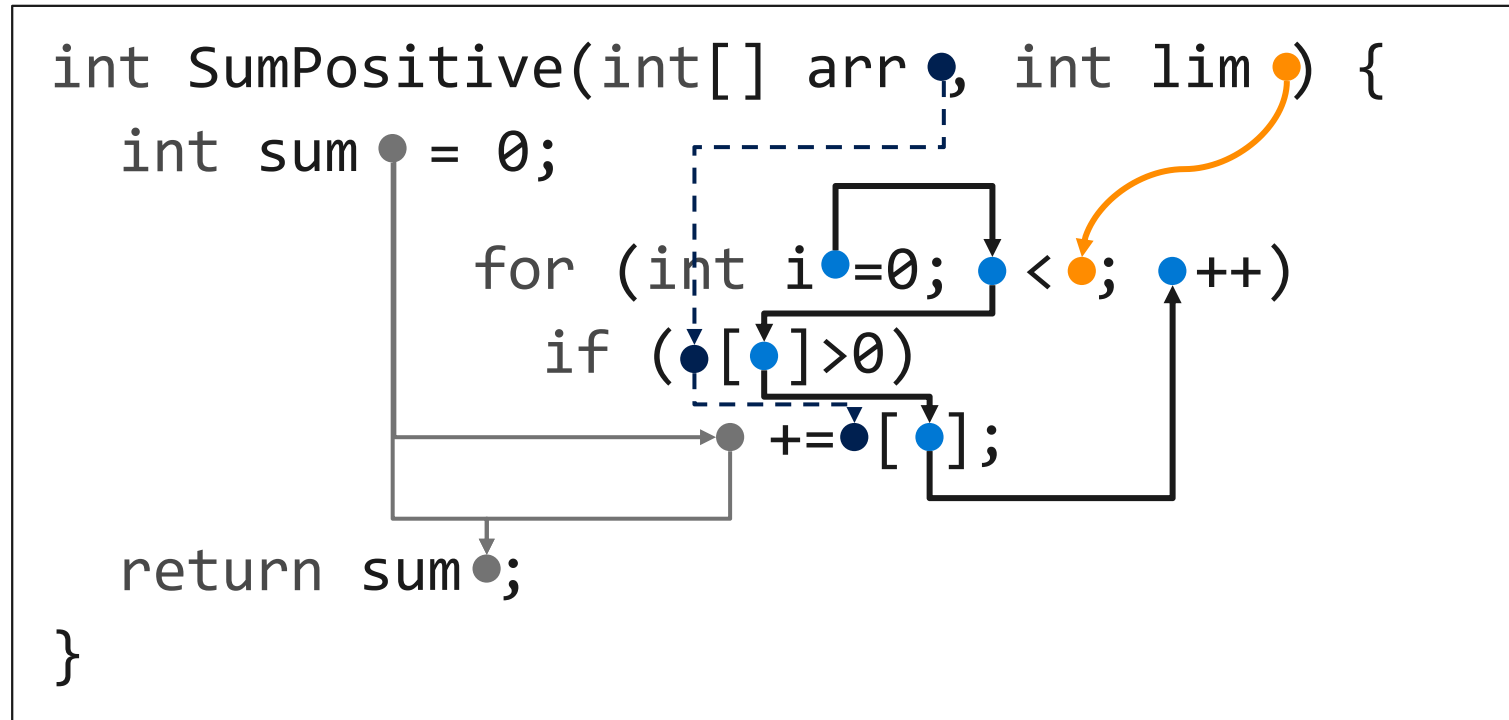 int SumPositive(int[] arr , int lim ) {
int sum = 0;
for (int i =0; < ; ++)
if ( [ ]>0)
+= [ ];
return sum ;
}